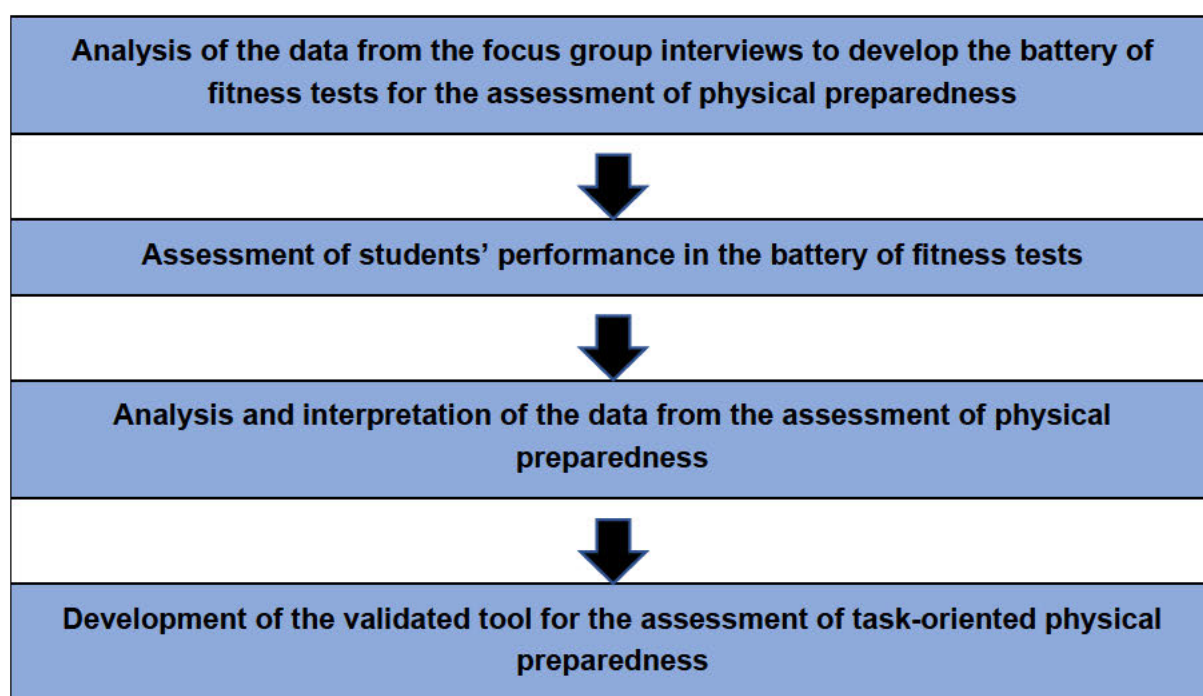 Analysis of the data from the focus group interviews to develop the battery of
fitness tests for the assessment of physical preparedness
Assessment of students’ performance in the battery of fitness tests
Analysis and interpretation of the data from the assessment of physical
preparedness
Development of the validated tool for the assessment of task-oriented physical
preparedness